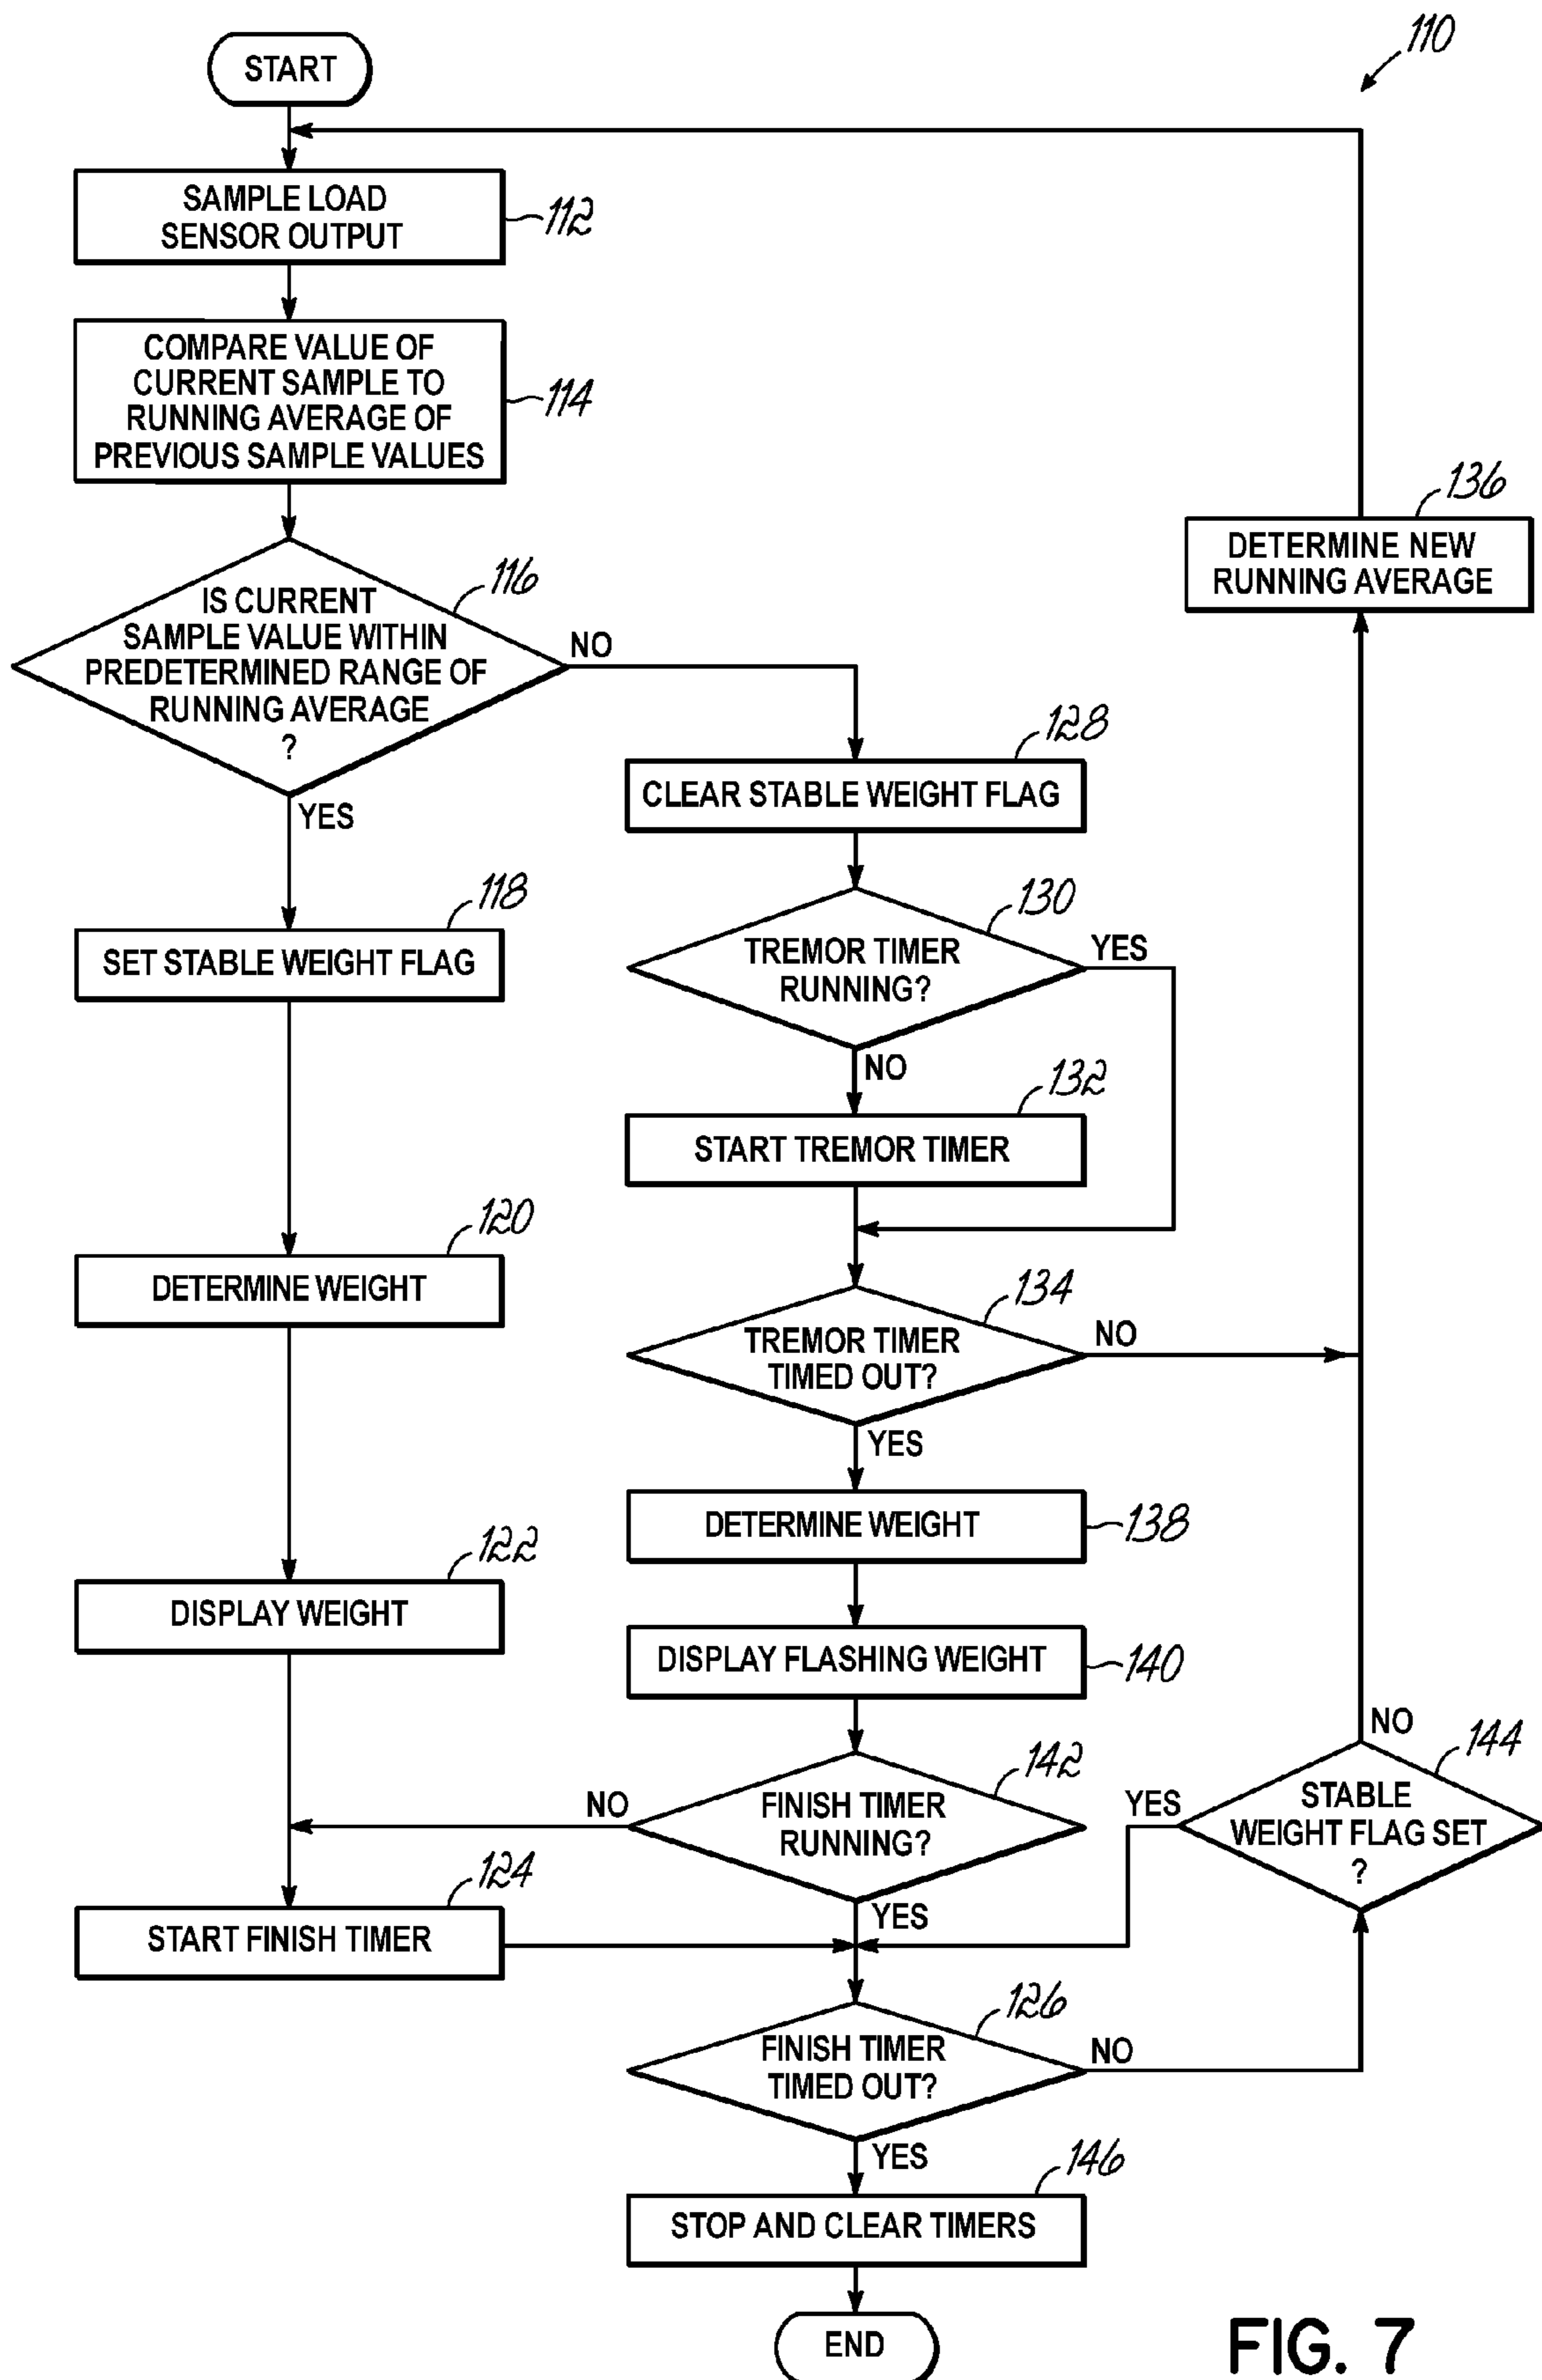 110
START
SAMPLE LOAD
SENSOR OUTPUT
112
COMPARE VALUE OF
CURRENT SAMPLE TO
RUNNING AVERAGE OF
PREVIOUS SAMPLE VALUES
114
136
DETERMINE NEW
RUNNING AVERAGE
116
IS CURRENT
SAMPLE VALUE WITHIN
PREDETERMINED RANGE OF
RUNNING AVERAGE
?
NO
YES
128
CLEAR STABLE WEIGHT FLAG
118
SET STABLE WEIGHT FLAG
130
TREMOR TIMER
RUNNING?
YES
NO
132
START TREMOR TIMER
120
DETERMINE WEIGHT
134
TREMOR TIMER
TIMED OUT?
NO
YES
138
DETERMINE WEIGHT
122
DISPLAY WEIGHT
DISPLAY FLASHING WEIGHT
140
142
FINISH TIMER
RUNNING?
NO
YES
144
STABLE
WEIGHT FLAG SET
?
NO
YES
124
START FINISH TIMER
126
FINISH TIMER
TIMED OUT?
NO
YES
146
STOP AND CLEAR TIMERS
END
FIG. 7